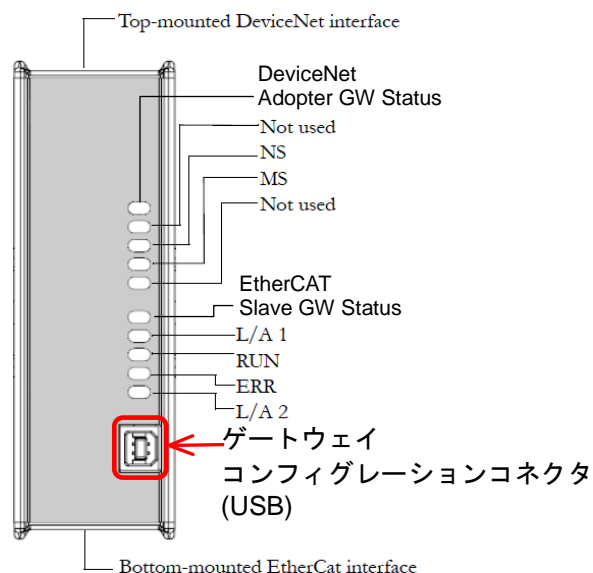 Top-mounted DeviceNet interface
DeviceNet
Adopter GW Status
Not used
NS
MS
Not used
EtherCAT
Slave GW Status
L/A 1
RUN
ERR
L/A 2
ゲートウェイ
コンフィグレーションコネクタ
(USB)
Bottom-mounted EtherCat interface